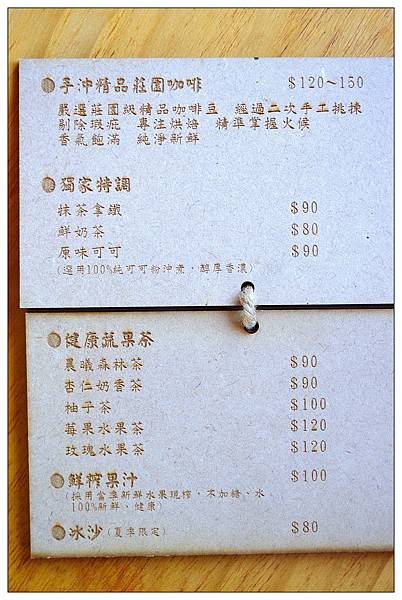 手沖精品莊園咖啡 $120~150
嚴選莊園級精品咖啡豆 經過二次手工挑揀
剔除瑕疵 專注烘焙 精準掌握火候
香氣飽滿 純淨新鮮
獨家特調
抹茶拿鐵 $90
鮮奶茶 $80
原味可可 $90
(選用100%純可可粉沖煮，醇厚香濃)
健康蔬果茶
晨曦森林茶 $90
杏仁奶香茶 $90
柚子茶 $100
莓果水果茶 $120
玫瑰水果茶 $120
鮮榨果汁 $100
(採用當季新鮮水果現榨，不加糖、水
100%新鮮、健康)
冰沙(夏季限定) $80